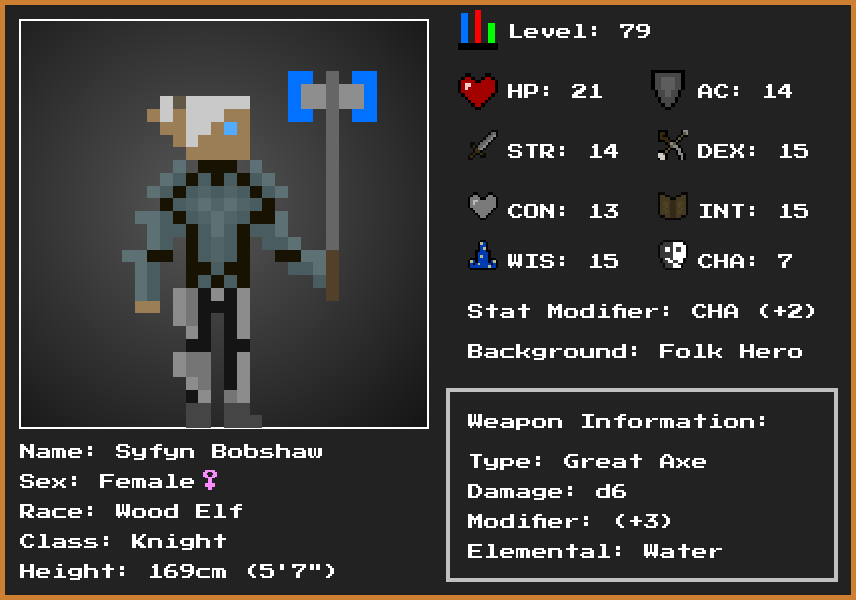 Level: 79
HP: 21 AC: 14
STR: 14 DEX: 15
CON: 13 INT: 15
WIS: 15 CHA: 7
Stat Modifier: CHA (+2)
Background: Folk Hero
Weapon Information:
Type: Great Axe
Damage: d6
Modifier: (+3)
Elemental: Water
Name: Syfyn Bobshaw
Sex: Female♀
Race: Wood Elf
Class: Knight
Height: 169cm (5'7")